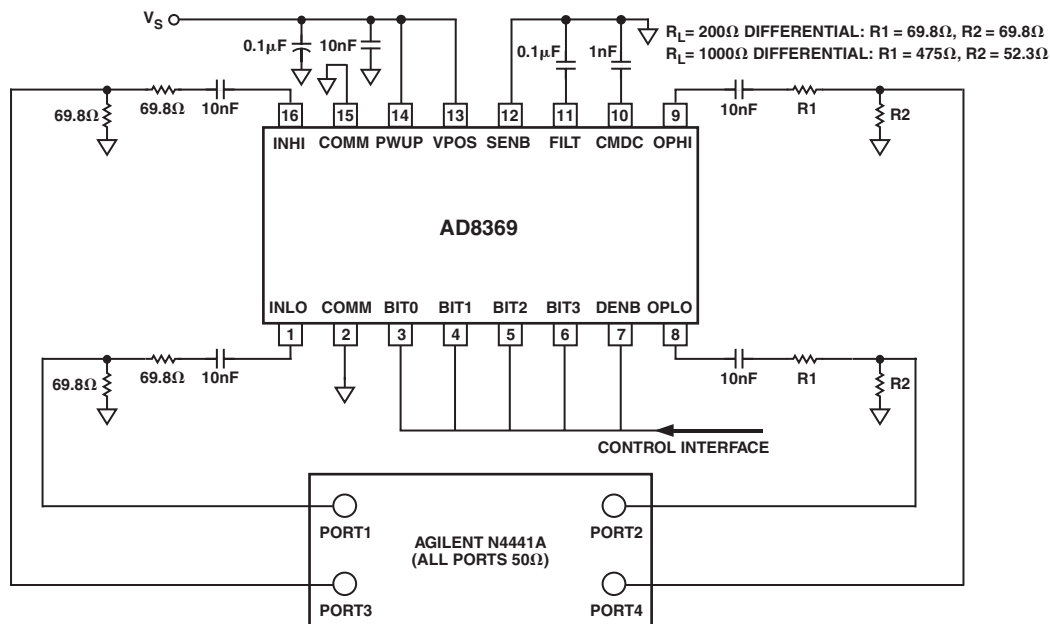 V_S
0.1μF 10nF
0.1μF 1nF
R_L= 200Ω DIFFERENTIAL: R1 = 69.8Ω, R2 = 69.8Ω
R_L= 1000Ω DIFFERENTIAL: R1 = 475Ω, R2 = 52.3Ω
69.8Ω 69.8Ω 10nF
10nF R1 R2
16 15 14 13 12 11 10 9
INHI COMM PWUP VPOS SENB FILT CMDC OPHI
AD8369
INLO COMM BIT0 BIT1 BIT2 BIT3 DENB OPLO
1 2 3 4 5 6 7 8
69.8Ω 69.8Ω 10nF
10nF R1 R2
CONTROL INTERFACE
PORT1 PORT2
AGILENT N4441A
(ALL PORTS 50Ω)
PORT3 PORT4